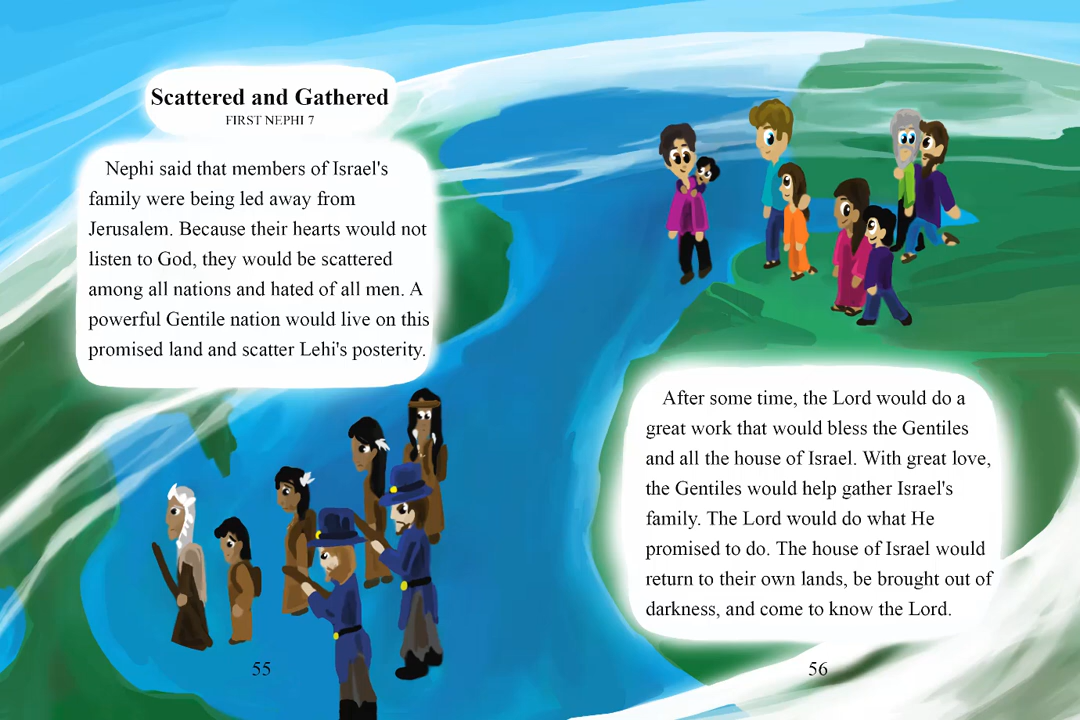 Scattered and Gathered
FIRST NEPHI 7
Nephi said that members of Israel's
family were being led away from
Jerusalem. Because their hearts would not
listen to God, they would be scattered
among all nations and hated of all men. A
powerful Gentile nation would live on this
promised land and scatter Lehi's posterity.
55
After some time, the Lord would do a
great work that would bless the Gentiles
and all the house of Israel. With great love,
the Gentiles would help gather Israel's
family. The Lord would do what He
promised to do. The house of Israel would
return to their own lands, be brought out of
darkness, and come to know the Lord.
56